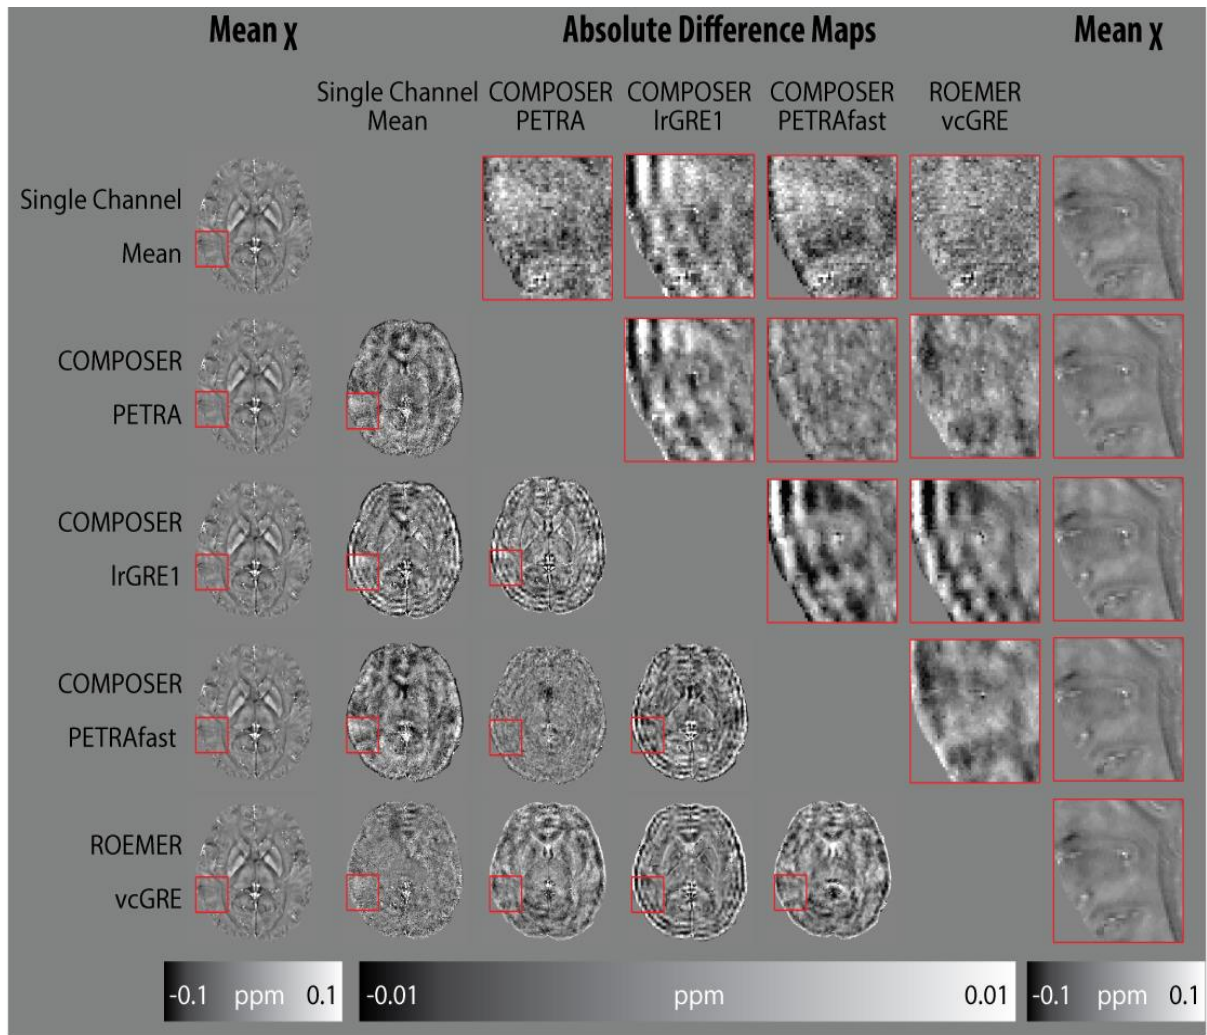 Mean χ
Absolute Difference Maps
Mean χ
Single Channel
Mean
COMPOSER
PETRA
COMPOSER
lrGRE1
COMPOSER
PETRAfast
ROEMER
vcGRE
Single Channel
Mean
COMPOSER
PETRA
COMPOSER
lrGRE1
COMPOSER
PETRAfast
ROEMER
vcGRE
-0.1 ppm 0.1
-0.01 ppm 0.01
-0.1 ppm 0.1